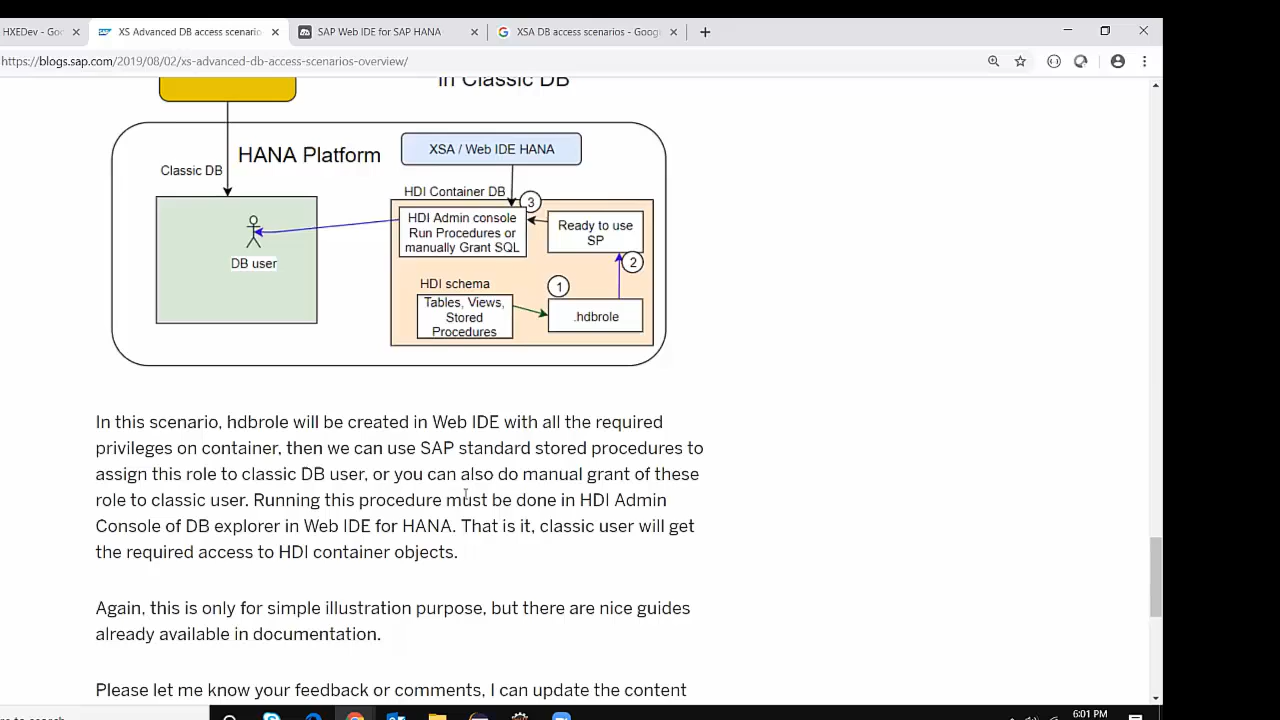 HXEDev - Goo
XS Advanced DB access scenario
SAP Web IDE for SAP HANA
XSA DB access scenarios - Google
https://blogs.sap.com/2019/08/02/xs-advanced-db-access-scenarios-overview/
in Classic DB
HANA Platform
XSA / Web IDE HANA
Classic DB
HDI Container DB
3
HDI Admin console
Run Procedures or
manually Grant SQL
Ready to use
SP
2
DB user
HDI schema
1
Tables, Views,
Stored
Procedures
.hdbrole
In this scenario, hdbrole will be created in Web IDE with all the required
privileges on container, then we can use SAP standard stored procedures to
assign this role to classic DB user, or you can also do manual grant of these
role to classic user. Running this procedure must be done in HDI Admin
Console of DB explorer in Web IDE for HANA. That is it, classic user will get
the required access to HDI container objects.
Again, this is only for simple illustration purpose, but there are nice guides
already available in documentation.
Please let me know your feedback or comments, I can update the content
6:01 PM